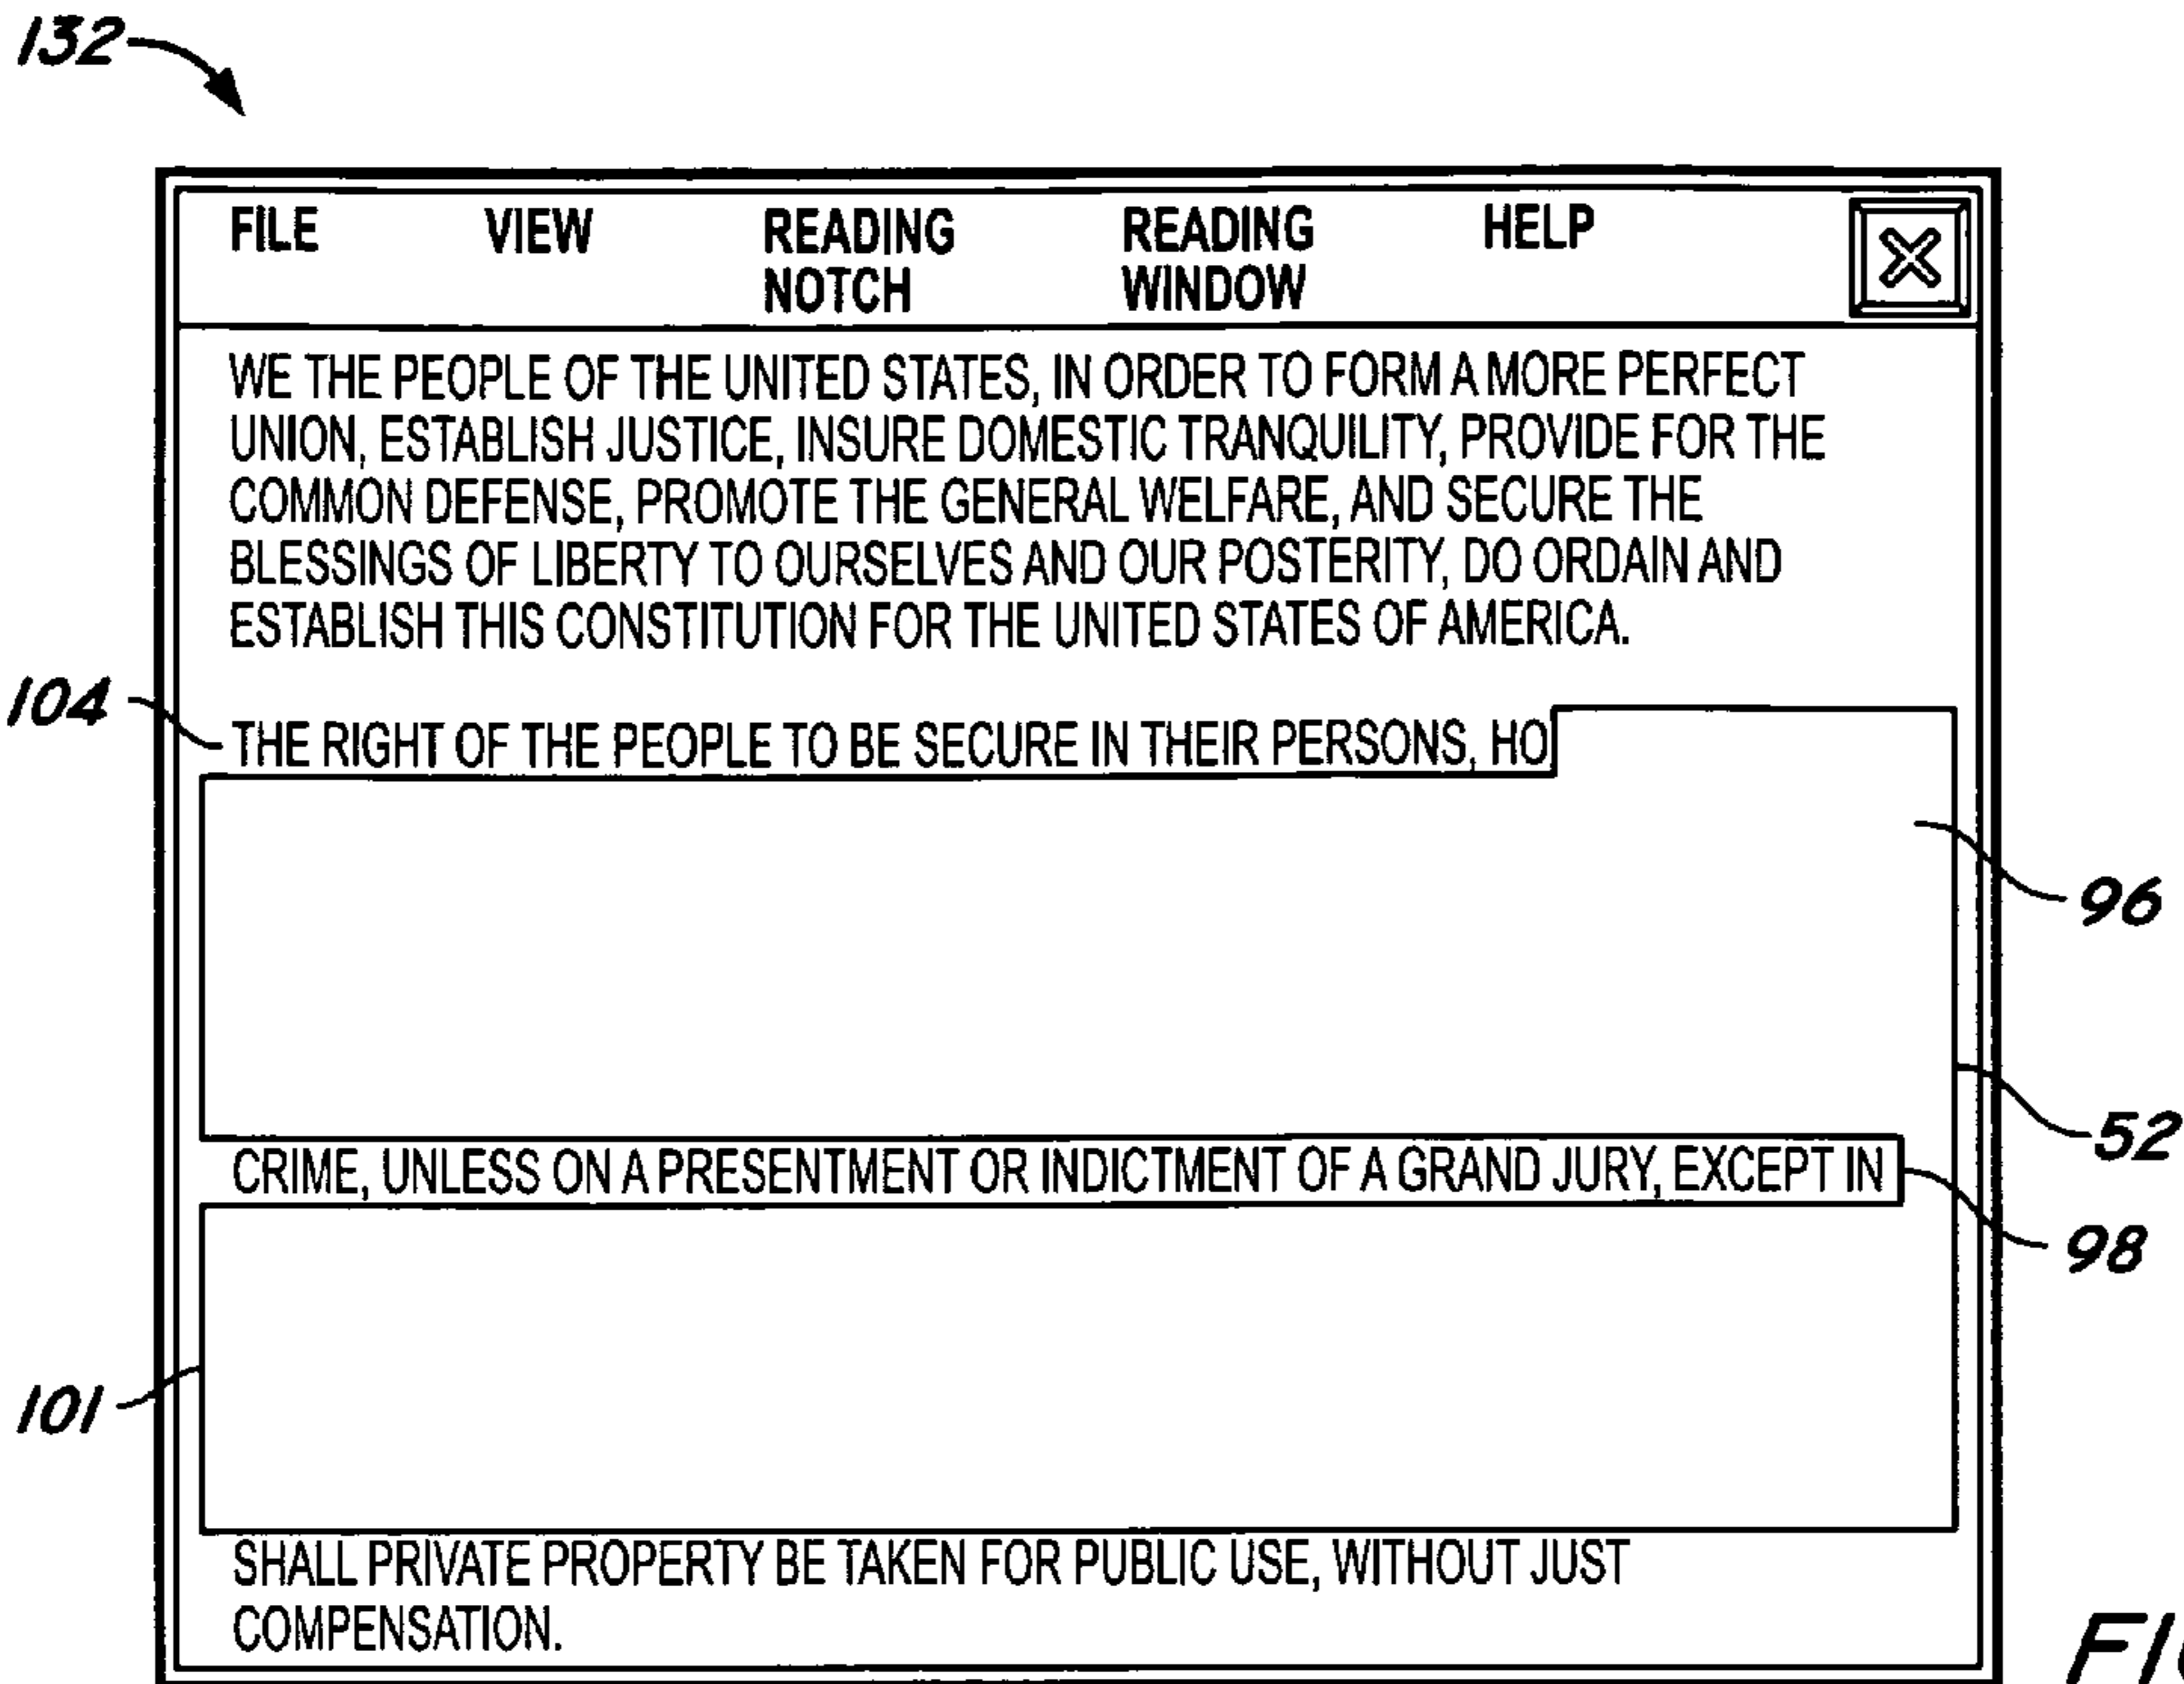 132
FILE VIEW READING NOTCH READING WINDOW HELP
WE THE PEOPLE OF THE UNITED STATES, IN ORDER TO FORM A MORE PERFECT
UNION, ESTABLISH JUSTICE, INSURE DOMESTIC TRANQUILITY, PROVIDE FOR THE
COMMON DEFENSE, PROMOTE THE GENERAL WELFARE, AND SECURE THE
BLESSINGS OF LIBERTY TO OURSELVES AND OUR POSTERITY, DO ORDAIN AND
ESTABLISH THIS CONSTITUTION FOR THE UNITED STATES OF AMERICA.
104
THE RIGHT OF THE PEOPLE TO BE SECURE IN THEIR PERSONS, HO
96
52
CRIME, UNLESS ON A PRESENTMENT OR INDICTMENT OF A GRAND JURY, EXCEPT IN
98
101
SHALL PRIVATE PROPERTY BE TAKEN FOR PUBLIC USE, WITHOUT JUST
COMPENSATION.